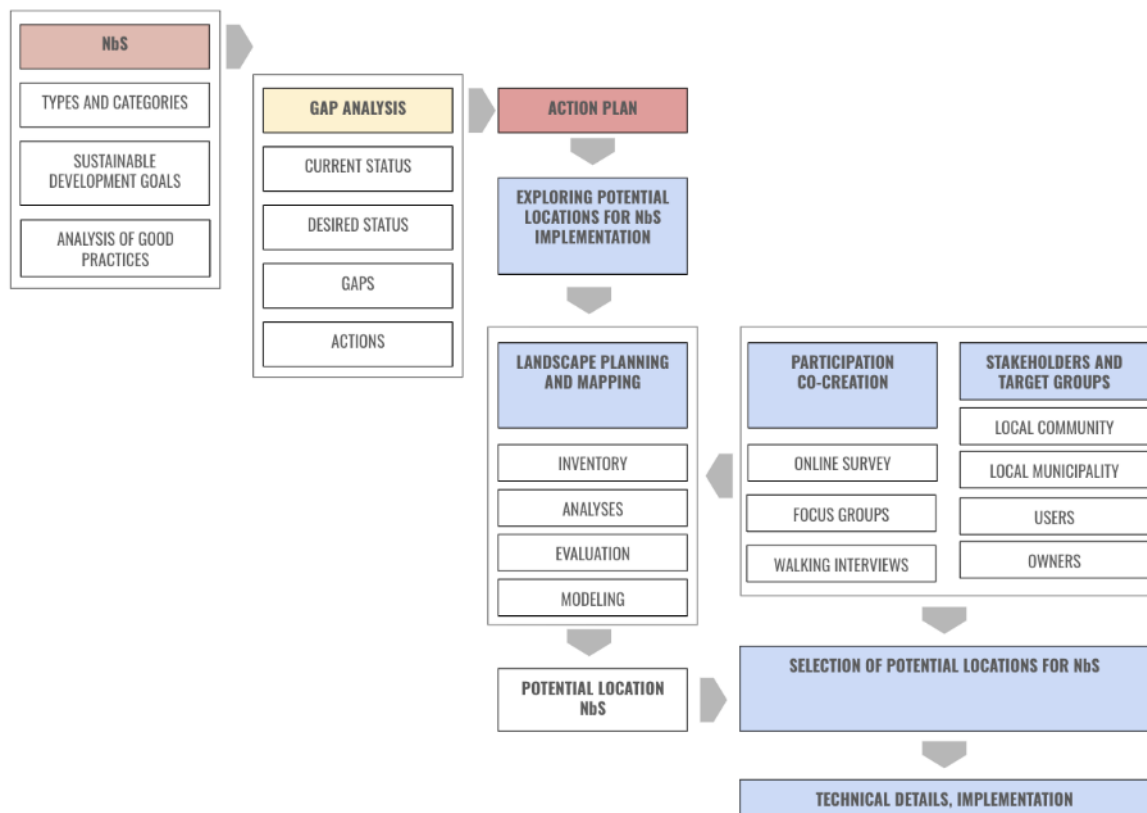 NbS
TYPES AND CATEGORIES
SUSTAINABLE
DEVELOPMENT GOALS
ANALYSIS OF GOOD
PRACTICES
GAP ANALYSIS
CURRENT STATUS
DESIRED STATUS
GAPS
ACTIONS
ACTION PLAN
EXPLORING POTENTIAL
LOCATIONS FOR NbS
IMPLEMENTATION
LANDSCAPE PLANNING
AND MAPPING
INVENTORY
ANALYSES
EVALUATION
MODELING
PARTICIPATION
CO-CREATION
ONLINE SURVEY
FOCUS GROUPS
WALKING INTERVIEWS
STAKEHOLDERS AND
TARGET GROUPS
LOCAL COMMUNITY
LOCAL MUNICIPALITY
USERS
OWNERS
POTENTIAL LOCATION
NbS
SELECTION OF POTENTIAL LOCATIONS FOR NbS
TECHNICAL DETAILS, IMPLEMENTATION